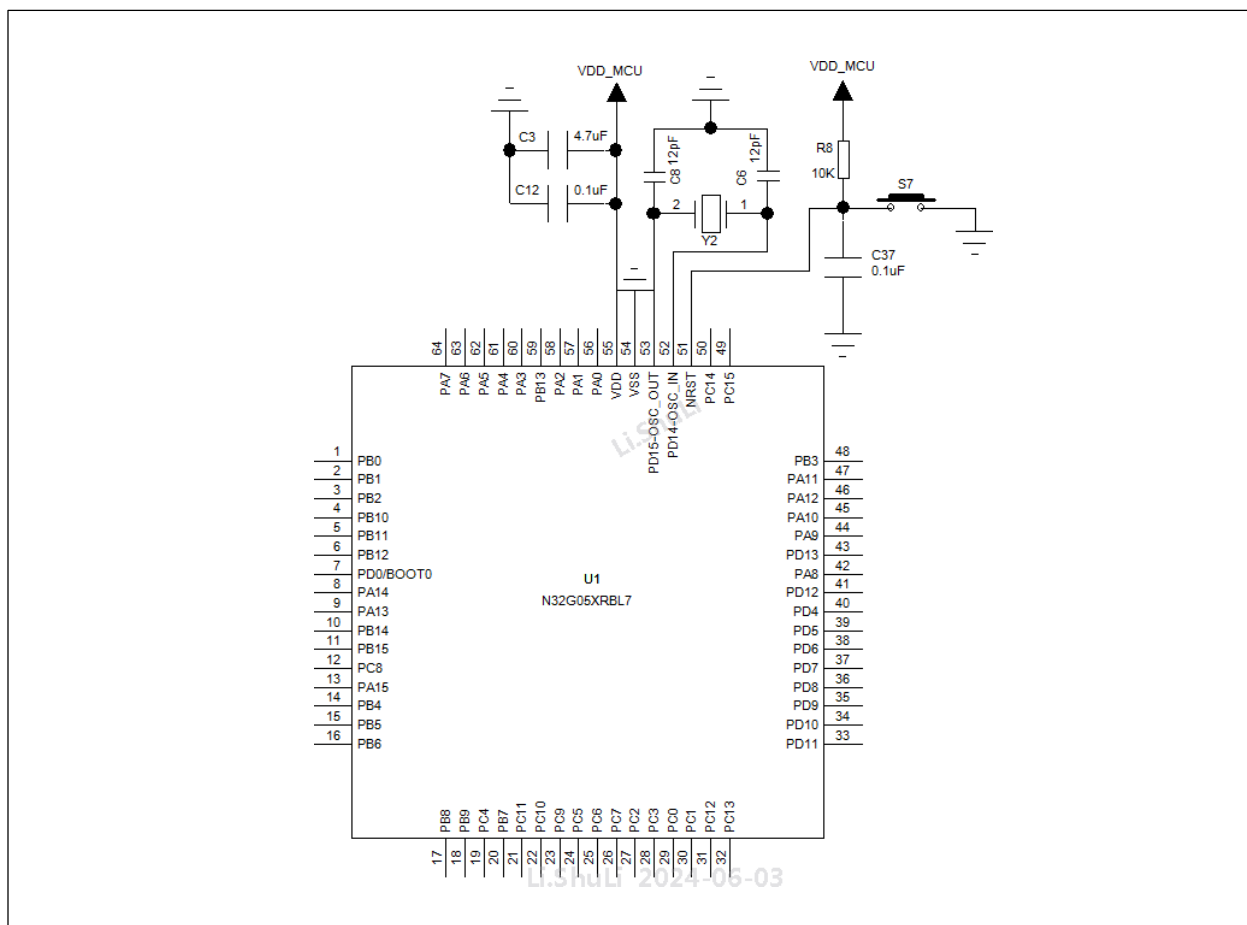 VDD_MCU
VDD_MCU
C3 4.7uF
C12 0.1uF
C8 12pF
C6 12pF
2 1
Y2
R8
10K
S7
C37
0.1uF
64 63 62 61 60 59 58 57 56 55 54 53 52 51 50 49
PA7 PA6 PA5 PA4 PA3 PB13 PA2 PA1 PA0 VDD VSS PD15-OSC_OUT PD14-OSC_IN NRST PC14 PC15
Li.ShuLi
1 PB0
2 PB1
3 PB2
4 PB10
5 PB11
6 PB12
7 PD0/BOOT0
8 PA14
9 PA13
10 PB14
11 PB15
12 PC8
13 PA15
14 PB4
15 PB5
16 PB6
U1
N32G05XRBL7
PB3 48
PA11 47
PA12 46
PA10 45
PA9 44
PD13 43
PA8 42
PD12 41
PD4 40
PD5 39
PD6 38
PD7 37
PD8 36
PD9 35
PD10 34
PD11 33
PB8 PB9 PC4 PB7 PC11 PC10 PC9 PC5 PC6 PC7 PC2 PC3 PC0 PC1 PC12 PC13
17 18 19 20 21 22 23 24 25 26 27 28 29 30 31 32
Li.ShuLi 2024-06-03